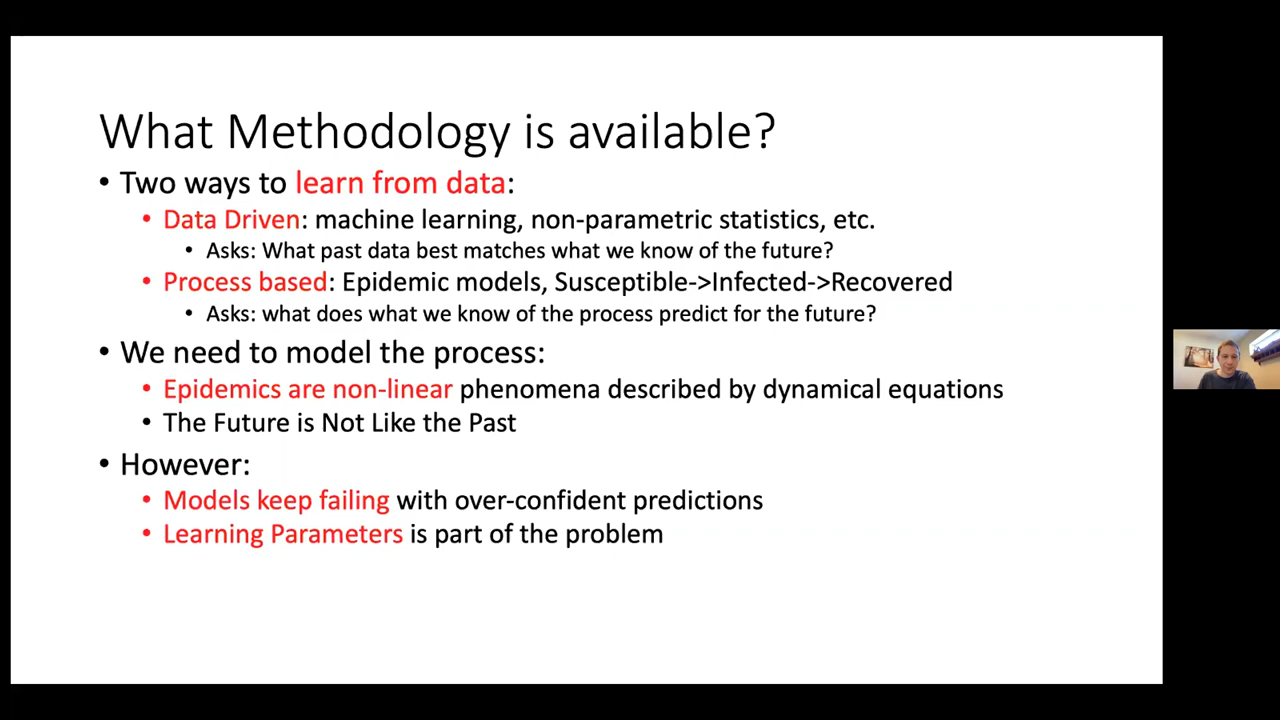 What Methodology is available?
• Two ways to learn from data:
• Data Driven: machine learning, non-parametric statistics, etc.
• Asks: What past data best matches what we know of the future?
• Process based: Epidemic models, Susceptible->Infected->Recovered
• Asks: what does what we know of the process predict for the future?
• We need to model the process:
• Epidemics are non-linear phenomena described by dynamical equations
• The Future is Not Like the Past
• However:
• Models keep failing with over-confident predictions
• Learning Parameters is part of the problem